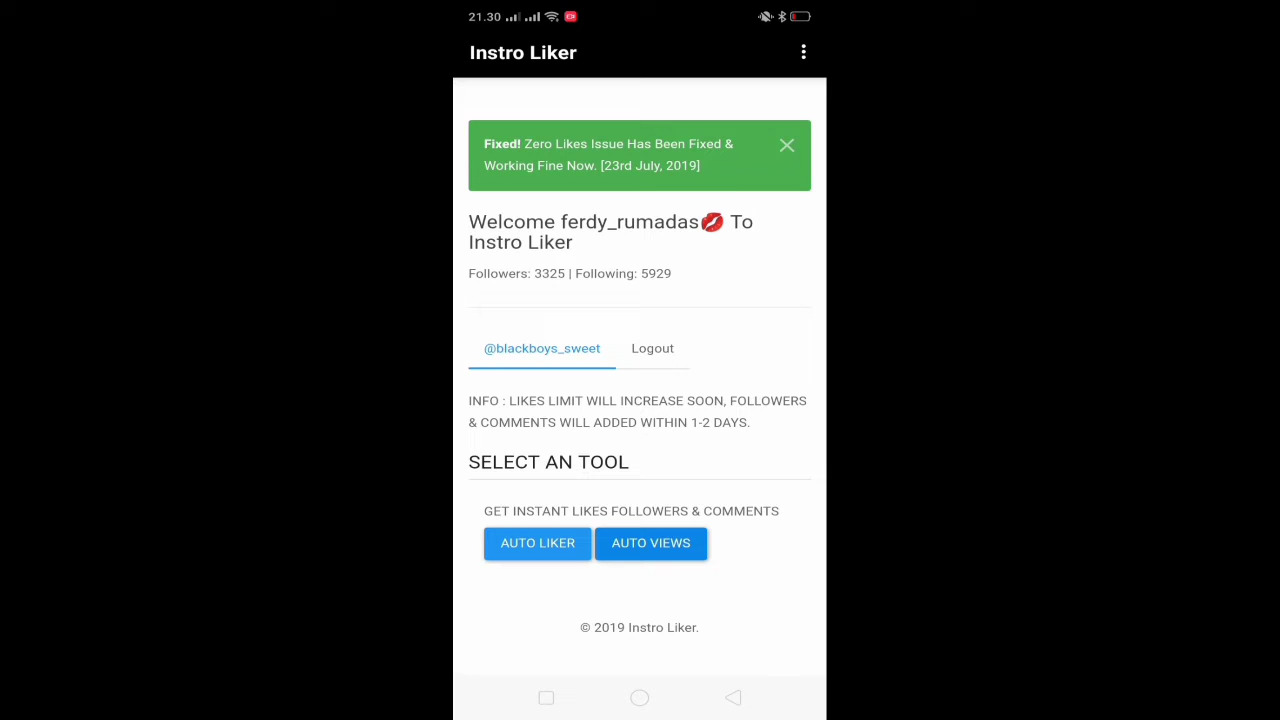 21.30
Instro Liker
Fixed! Zero Likes Issue Has Been Fixed &
Working Fine Now. [23rd July, 2019]
Welcome ferdy_rumadas💋 To
Instro Liker
Followers: 3325 | Following: 5929
@blackboys_sweet
Logout
INFO : LIKES LIMIT WILL INCREASE SOON, FOLLOWERS
& COMMENTS WILL ADDED WITHIN 1-2 DAYS.
SELECT AN TOOL
GET INSTANT LIKES FOLLOWERS & COMMENTS
AUTO LIKER
AUTO VIEWS
© 2019 Instro Liker.